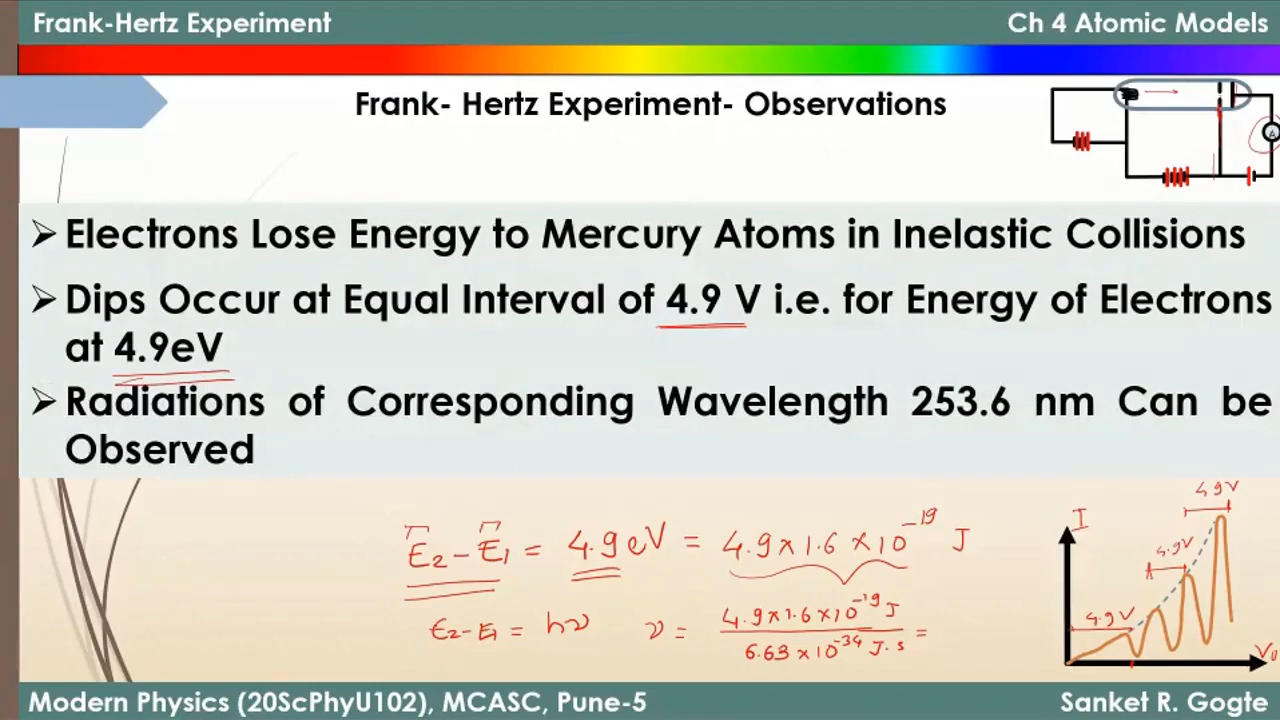 Frank-Hertz Experiment
Ch 4 Atomic Models
Frank- Hertz Experiment- Observations
A
Electrons Lose Energy to Mercury Atoms in Inelastic Collisions
Dips Occur at Equal Interval of 4.9 V i.e. for Energy of Electrons
at 4.9eV
Radiations of Corresponding Wavelength 253.6 nm Can be
Observed
E₂-E₁ = 4.9eV = 4.9×1.6×10⁻¹⁹ J
E₂-E₁ = hν ν = 4.9×1.6×10⁻¹⁹J / 6.63×10⁻³⁴ J.s =
4.9V
I
4.9V
4.9V
V₀
Modern Physics (20ScPhyU102), MCASC, Pune-5
Sanket R. Gogte